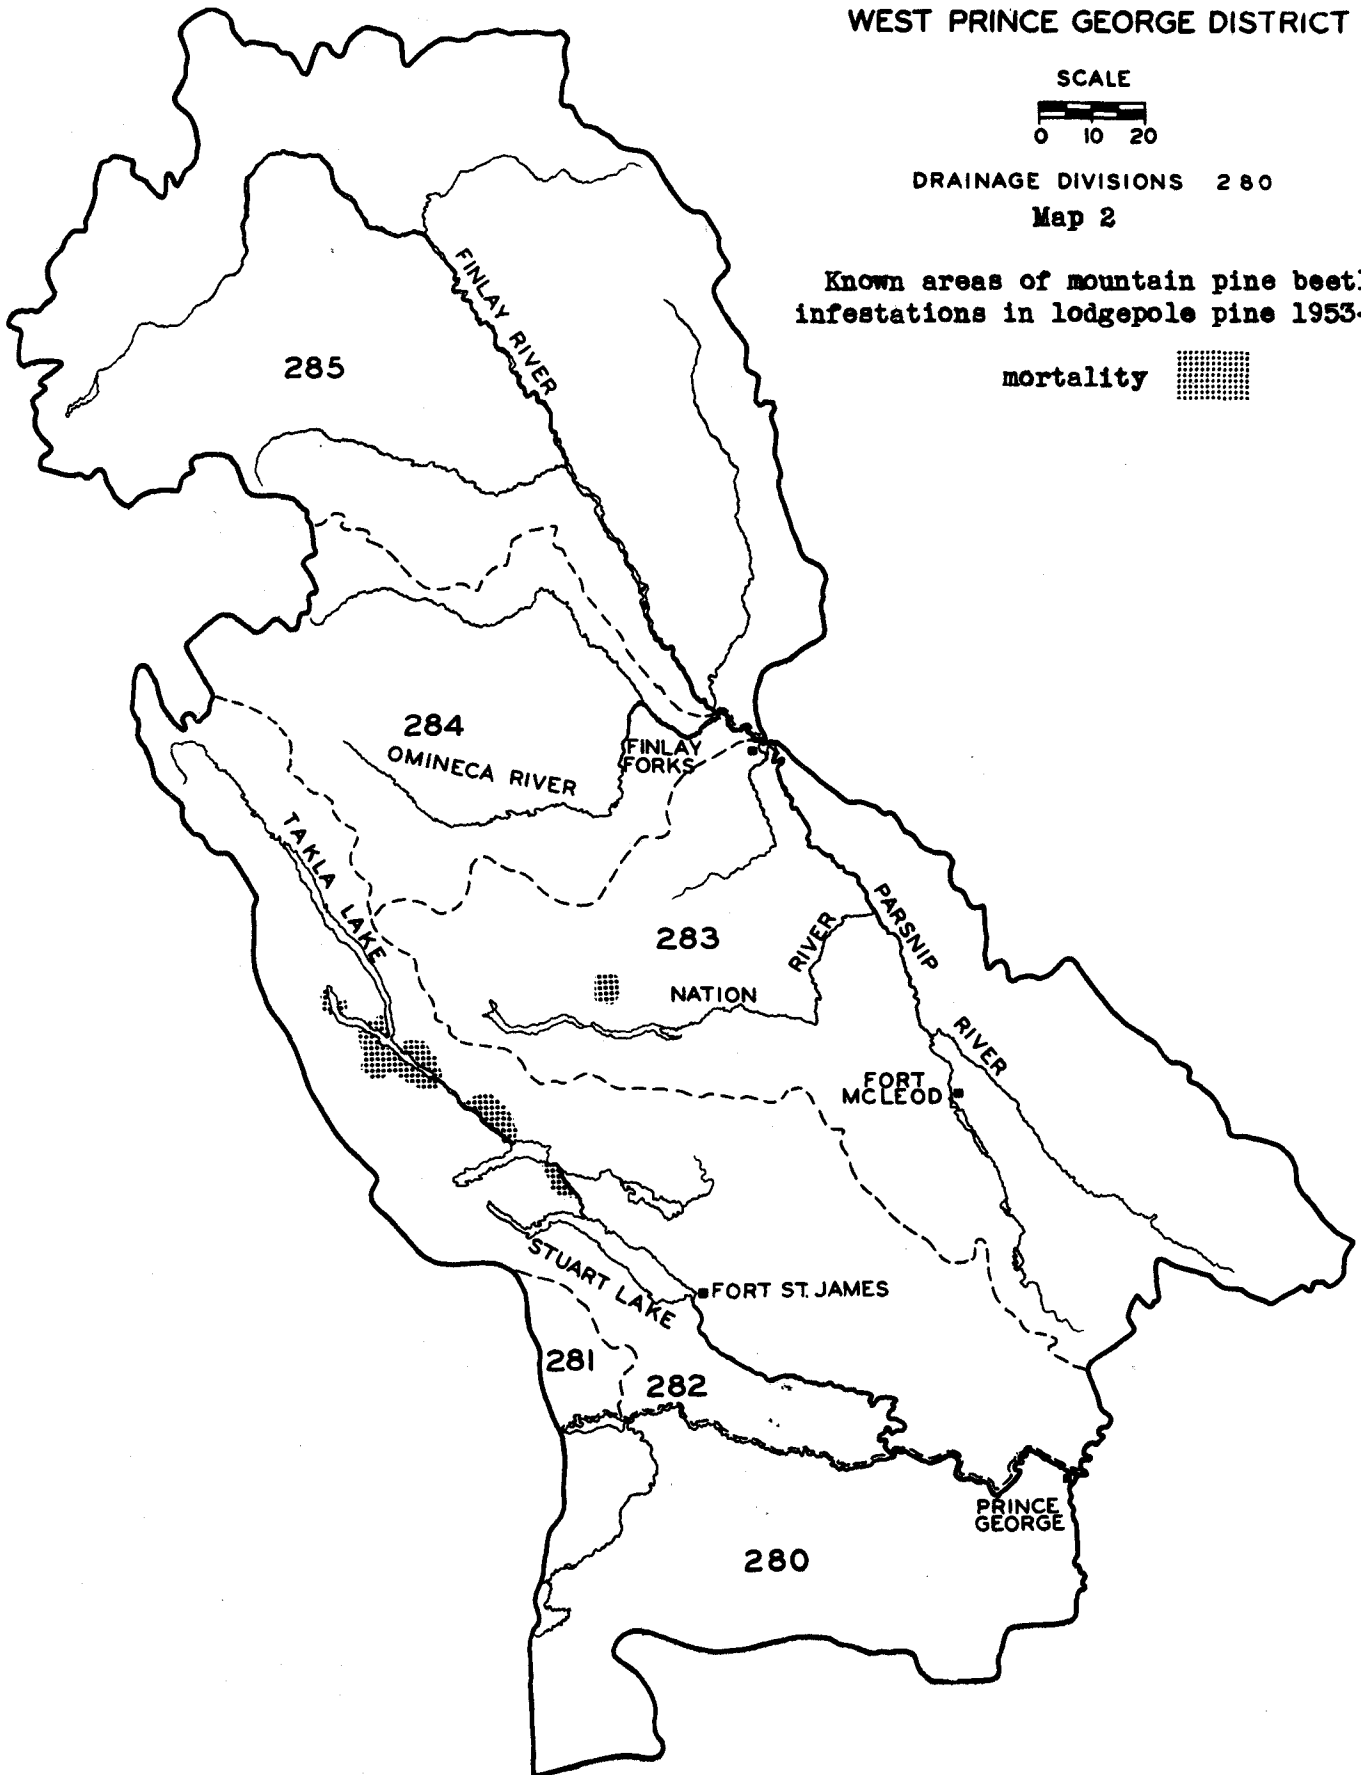 WEST PRINCE GEORGE DISTRICT
SCALE
0 10 20
DRAINAGE DIVISIONS 280
Map 2
Known areas of mountain pine
infestations in lodgepole pine
mortality
FINLAY RIVER
285
284
OMINECA RIVER
FINLAY
FORKS
TAKLA LAKE
283
NATION RIVER
PARSNIP RIVER
FORT
MCLEOD
STUART LAKE
FORT ST. JAMES
281
282
PRINCE
GEORGE
280